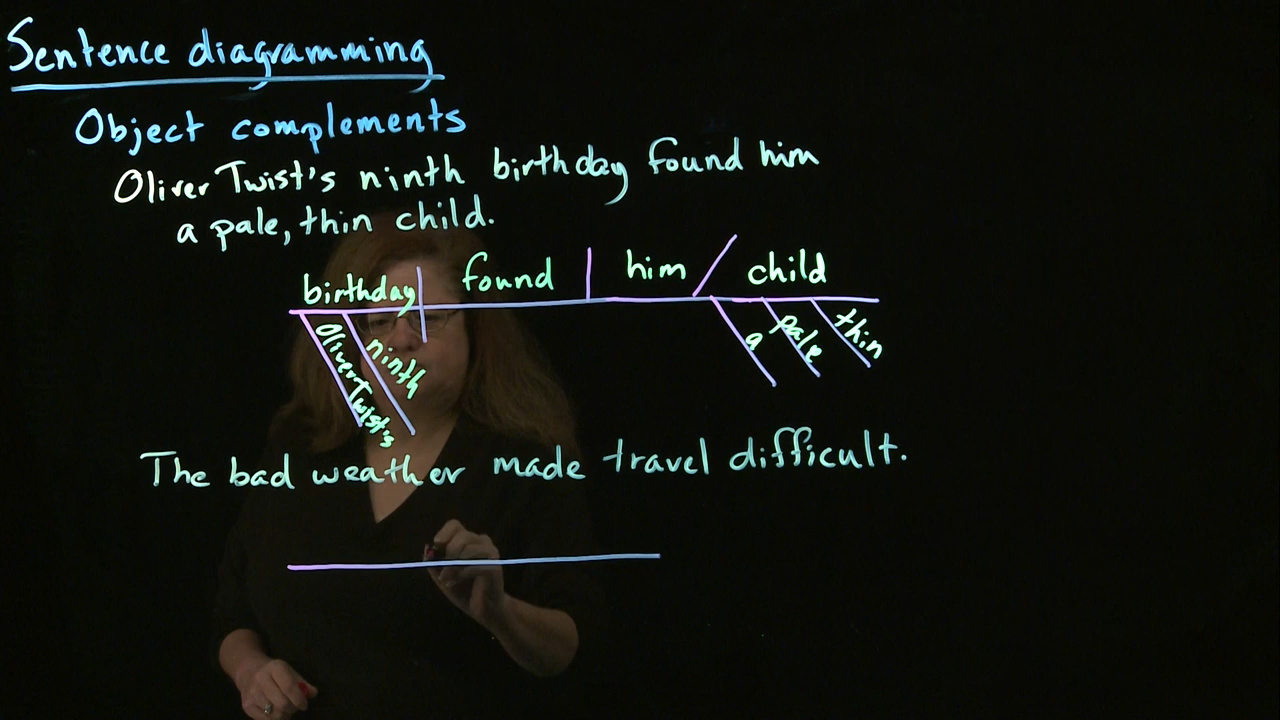 Sentence diagramming
Object complements
Oliver Twist's ninth birthday found him
a pale, thin child.
birthday found him child
Oliver Twist's ninth a pale thin
The bad weather made travel difficult.